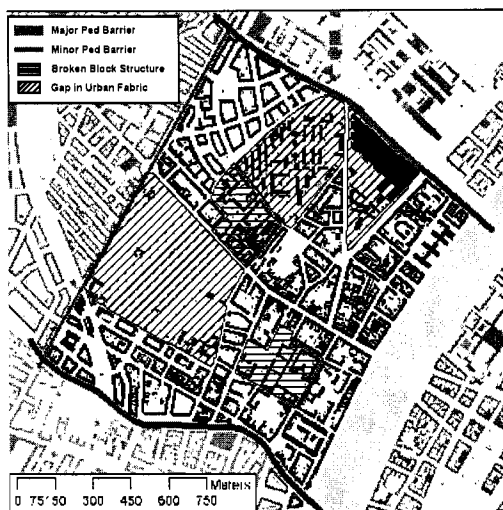 Major Ped Barrier
Minor Ped Barrier
Broken Block Structure
Gap in Urban Fabric
Meters
0 75 150 300 450 600 750